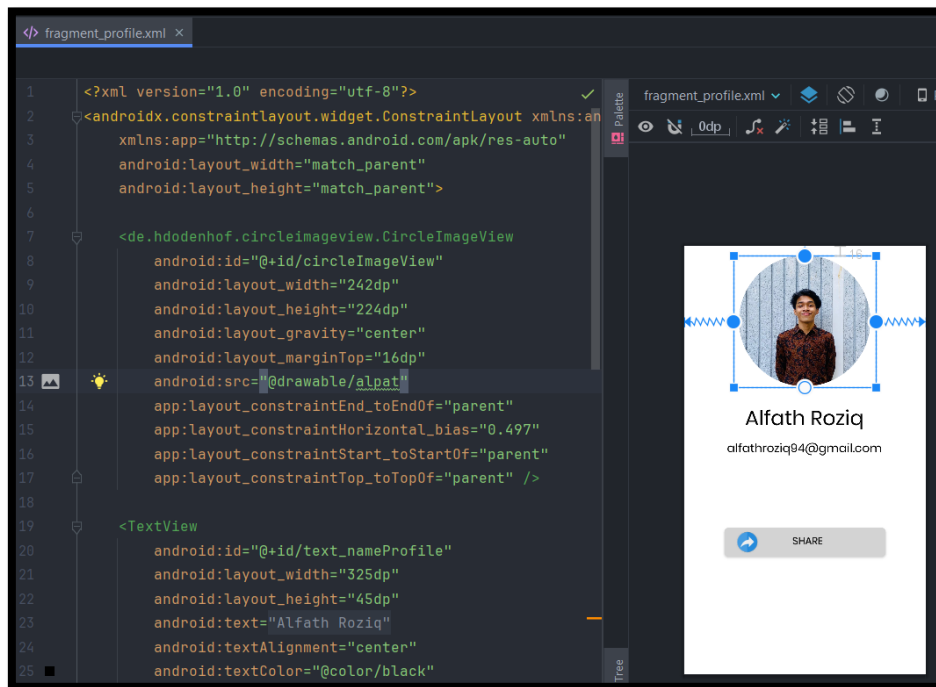 fragment_profile.xml
1 <?xml version="1.0" encoding="utf-8"?>
2 <androidx.constraintlayout.widget.ConstraintLayout xmlns:an
3 xmlns:app="http://schemas.android.com/apk/res-auto"
4 android:layout_width="match_parent"
5 android:layout_height="match_parent">
6
7 <de.hdodenhof.circleimageview.CircleImageView
8 android:id="@+id/circleImageView"
9 android:layout_width="242dp"
10 android:layout_height="224dp"
11 android:layout_gravity="center"
12 android:layout_marginTop="16dp"
13 android:src="@drawable/alpat"
14 app:layout_constraintEnd_toEndOf="parent"
15 app:layout_constraintHorizontal_bias="0.497"
16 app:layout_constraintStart_toStartOf="parent"
17 app:layout_constraintTop_toTopOf="parent" />
18
19 <TextView
20 android:id="@+id/text_nameProfile"
21 android:layout_width="325dp"
22 android:layout_height="45dp"
23 android:text="Alfath Roziq"
24 android:textAlignment="center"
25 android:textColor="@color/black"
Palette
Tree
fragment_profile.xml
0dp
16
Alfath Roziq
alfathroziq94@gmail.com
SHARE